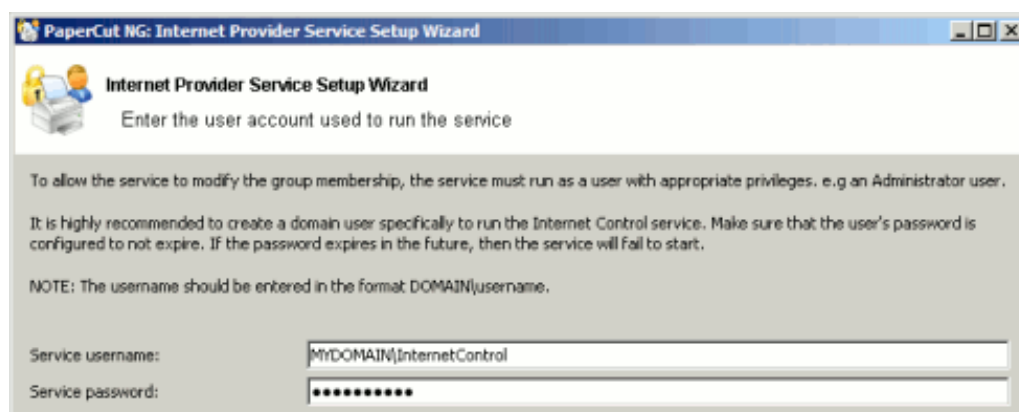 PaperCut NG: Internet Provider Service Setup Wizard
Internet Provider Service Setup Wizard
Enter the user account used to run the service
To allow the service to modify the group membership, the service must run as a user with appropriate privileges. e.g an Administrator user.
It is highly recommended to create a domain user specifically to run the Internet Control service. Make sure that the user's password is
configured to not expire. If the password expires in the future, then the service will fail to start.
NOTE: The username should be entered in the format DOMAIN\username.
Service username: MYDOMAIN\InternetControl
Service password: ●●●●●●●●●●